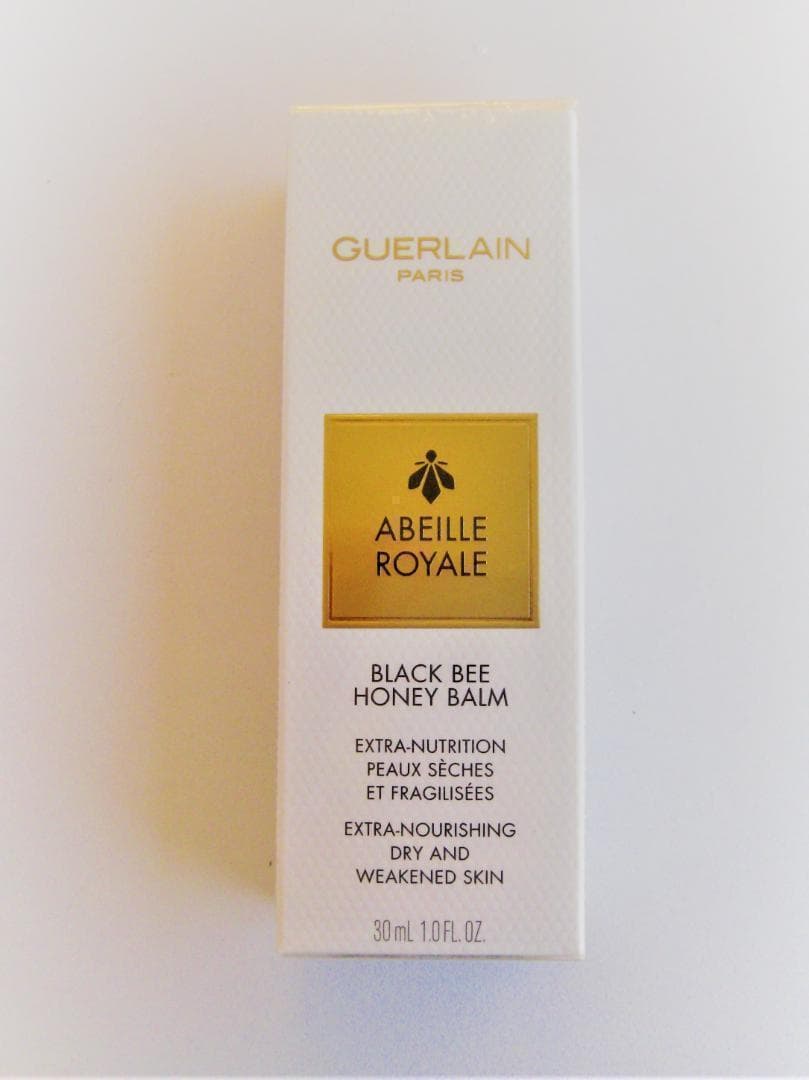 GUERLAIN
PARIS
ABEILLE
ROYALE
BLACK BEE
HONEY BALM
EXTRA-NUTRITION
PEAUX SÈCHES
ET FRAGILISÉES
EXTRA-NOURISHING
DRY AND
WEAKENED SKIN
30 mL 1.0 FL. OZ.